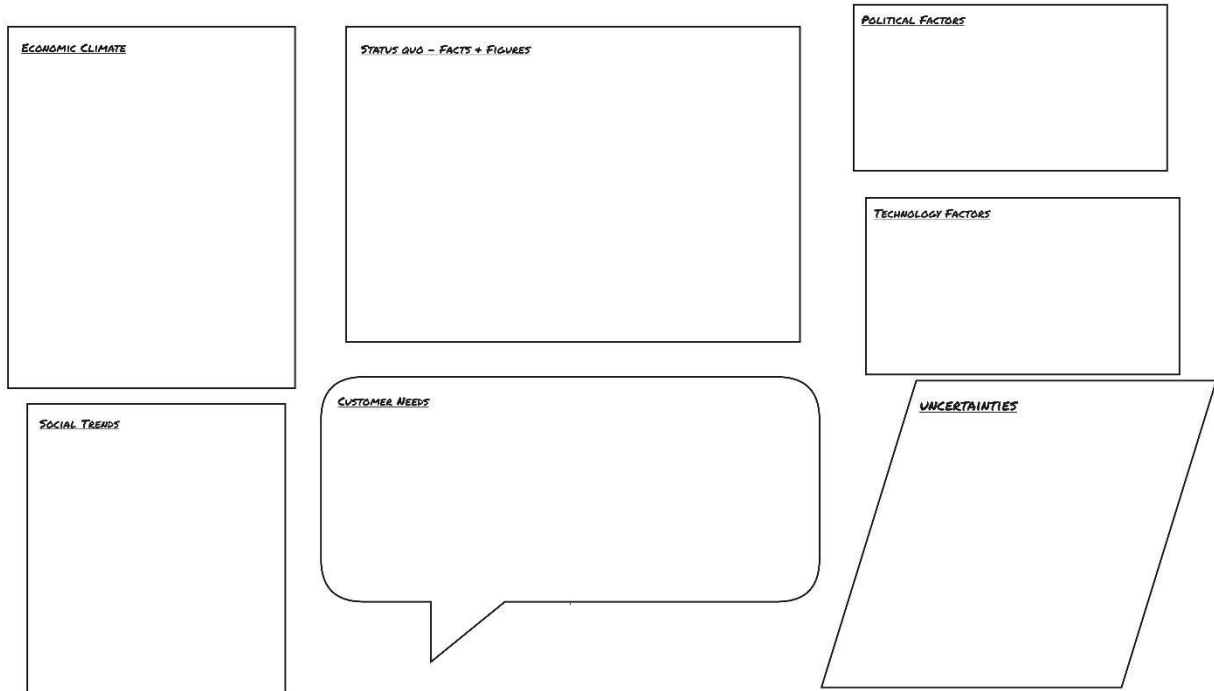 Economic Climate
Status quo - Facts + Figures
Political Factors
Technology Factors
Social Trends
Customer Needs
UNCERTAINTIES